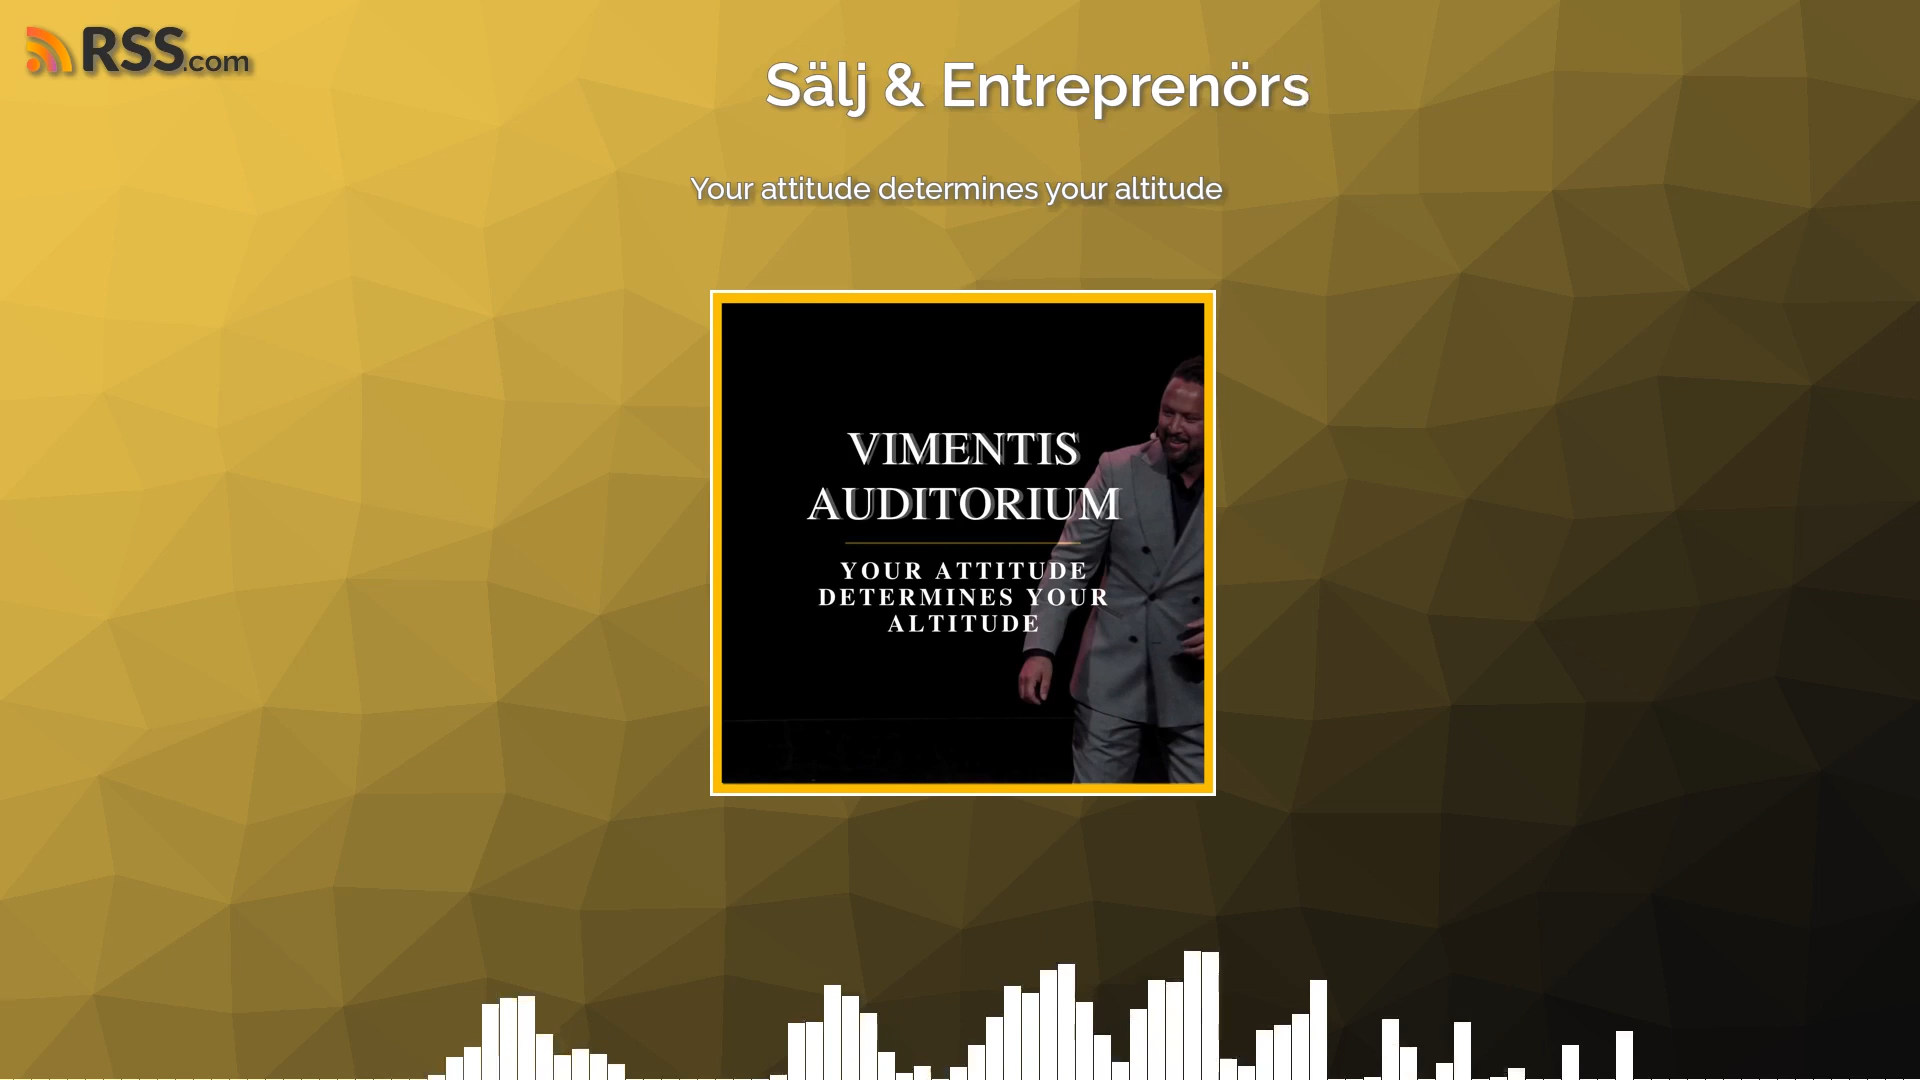 RSS.com
Sälj & Entreprenörs
Your attitude determines your altitude
VIMENTIS
AUDITORIUM
YOUR ATTITUDE
DETERMINES YOUR
ALTITUDE